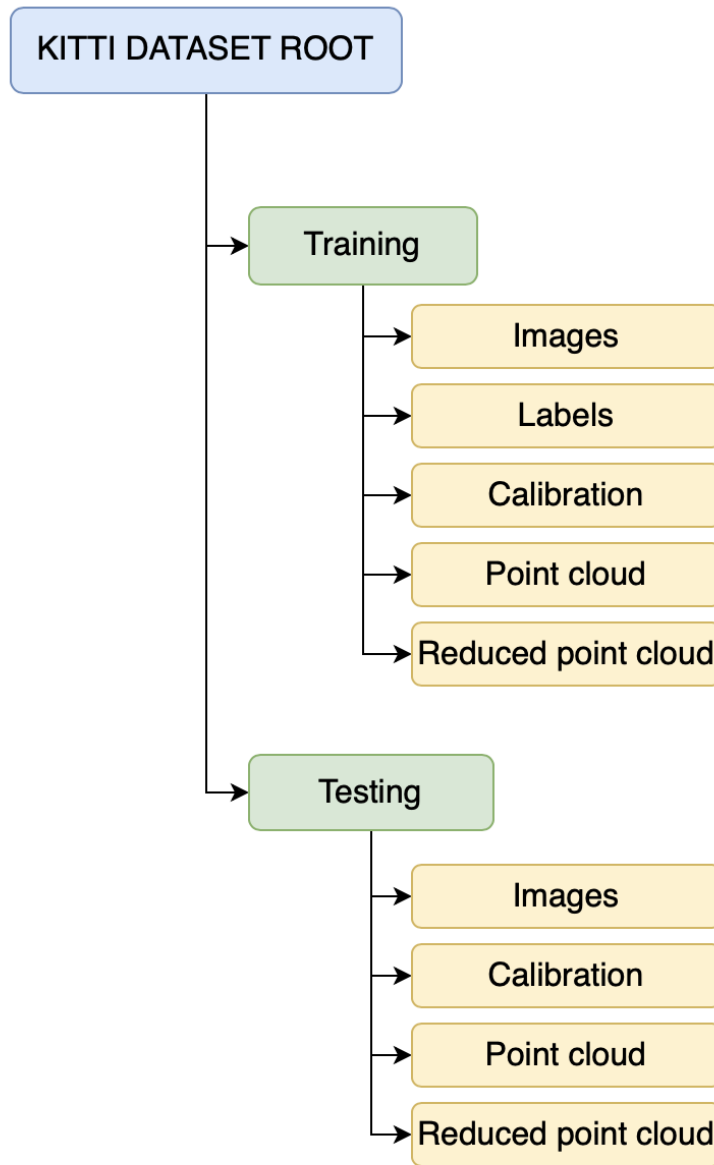 KITTI DATASET ROOT
Training
Images
Labels
Calibration
Point cloud
Reduced point cloud
Testing
Images
Calibration
Point cloud
Reduced point cloud